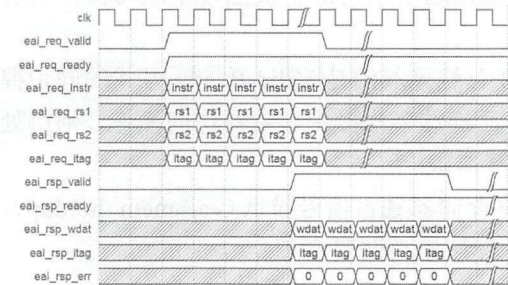 clk
eai_req_valid
eai_req_ready
eai_req_instr instr instr instr instr instr
eai_req_rs1 rs1 rs1 rs1 rs1 rs1
eai_req_rs2 rs2 rs2 rs2 rs2 rs2
eai_req_itag itag itag itag itag itag
eai_rsp_valid
eai_rsp_ready
eai_rsp_wdat wdat wdat wdat wdat wdat
eai_rsp_itag itag itag itag itag itag
eai_rsp_err 0 0 0 0 0